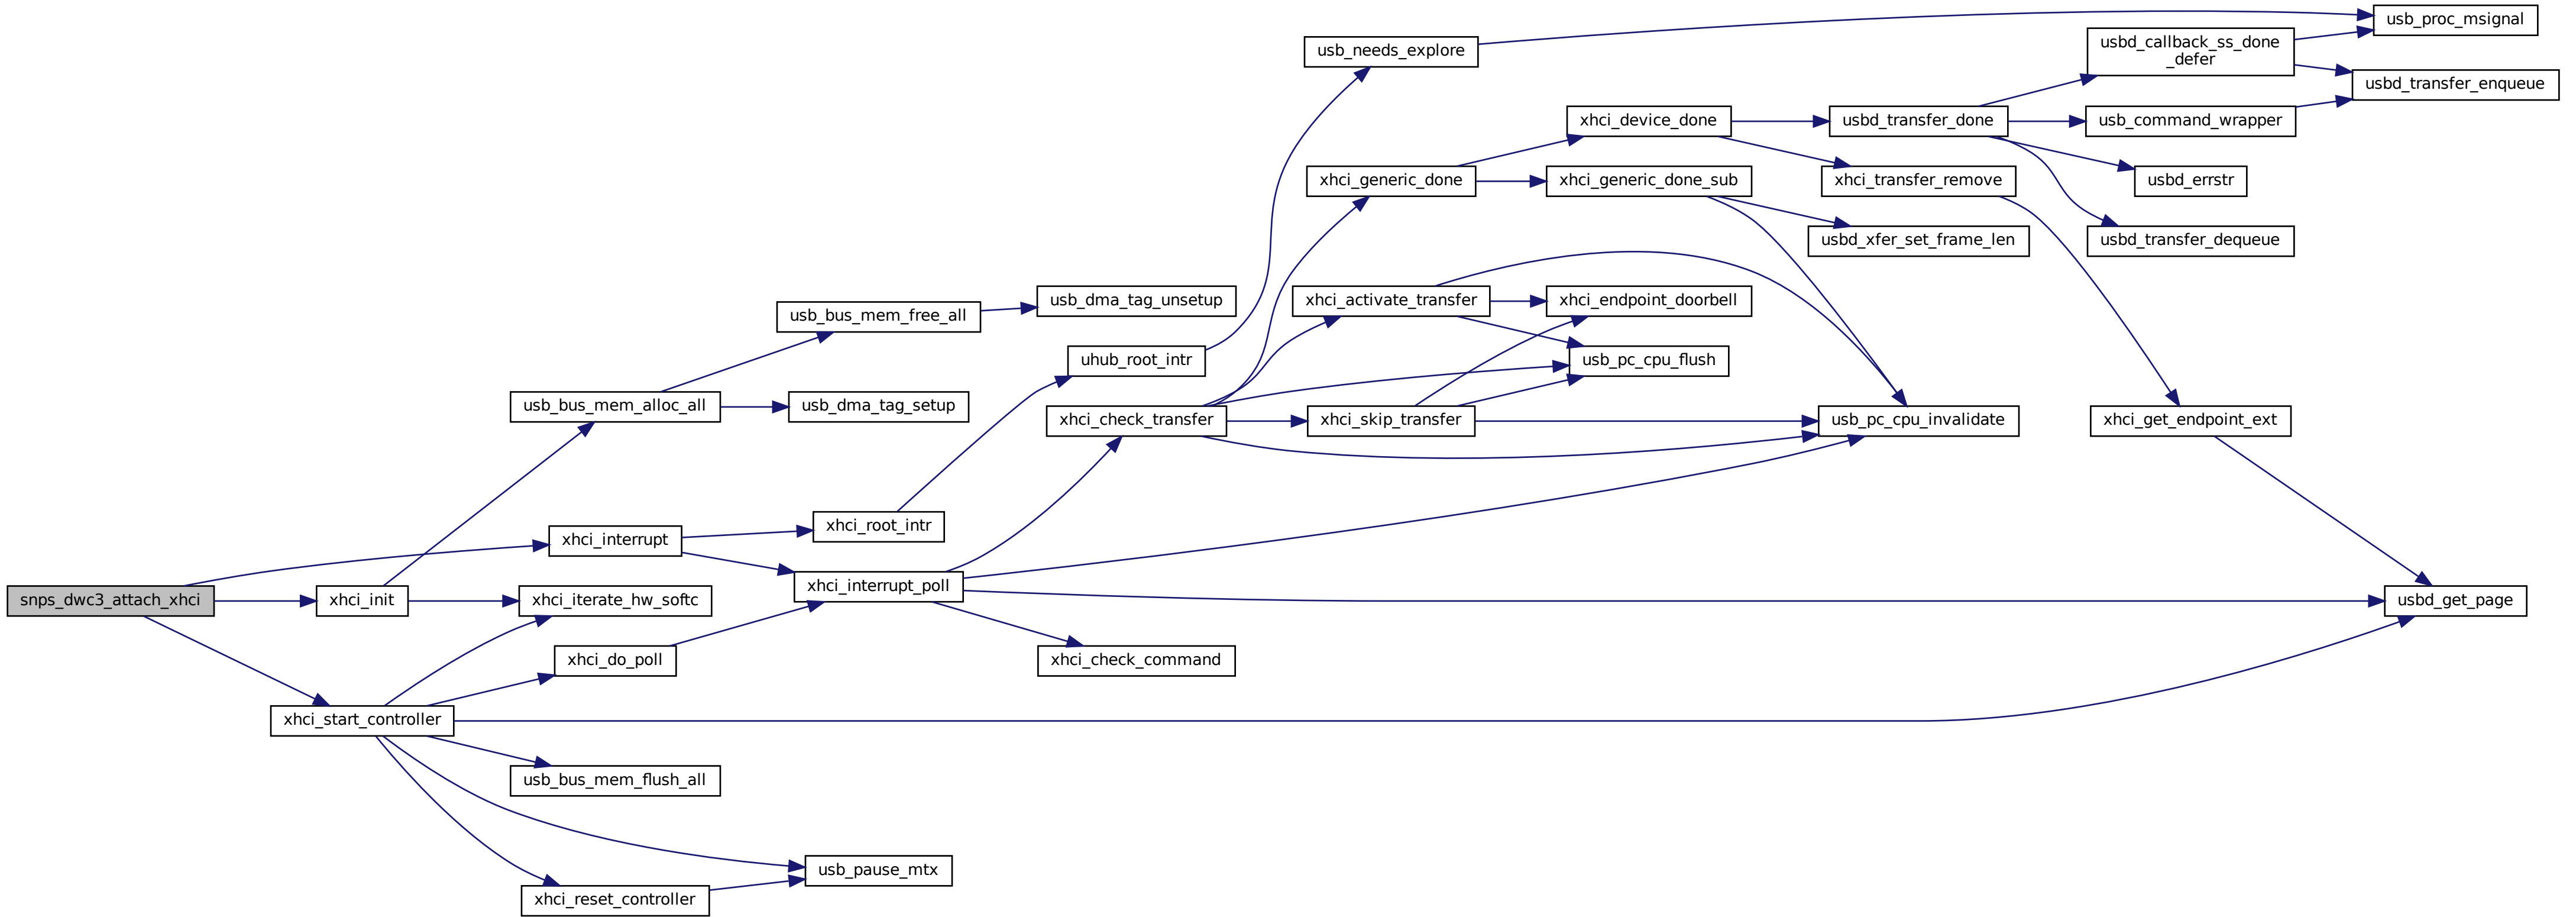 usb_proc_msignal
usb_needs_explore
usbd_callback_ss_done
_defer
usbd_transfer_enqueue
xhci_device_done
usbd_transfer_done
usb_command_wrapper
xhci_generic_done
xhci_generic_done_sub
xhci_transfer_remove
usbd_errstr
usbd_xfer_set_frame_len
usbd_transfer_dequeue
usb_bus_mem_free_all
usb_dma_tag_unsetup
xhci_activate_transfer
xhci_endpoint_doorbell
uhub_root_intr
usb_pc_cpu_flush
usb_bus_mem_alloc_all
usb_dma_tag_setup
xhci_check_transfer
xhci_skip_transfer
usb_pc_cpu_invalidate
xhci_get_endpoint_ext
xhci_interrupt
xhci_root_intr
snps_dwc3_attach_xhci
xhci_init
xhci_iterate_hw_softc
xhci_interrupt_poll
usbd_get_page
xhci_do_poll
xhci_check_command
xhci_start_controller
usb_bus_mem_flush_all
usb_pause_mtx
xhci_reset_controller